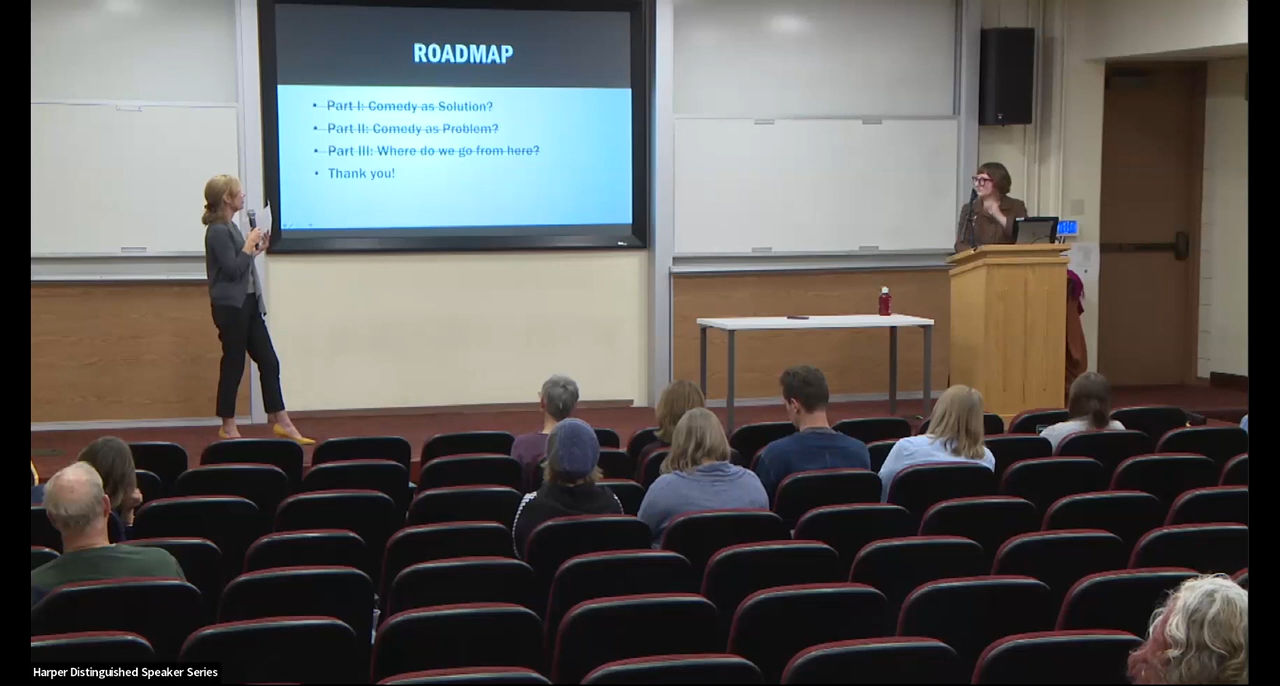 ROADMAP
• Part I: Comedy as Solution?
• Part II: Comedy as Problem?
• Part III: Where do we go from here?
• Thank you!
Harper Distinguished Speaker Series